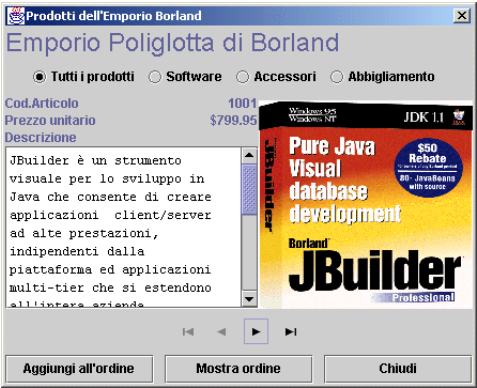 Prodotti dell'Emporio Borland
Emporio Poliglotta di Borland
Tutti i prodotti Software Accessori Abbigliamento
Cod.Articolo 1001
Prezzo unitario $799.95
Descrizione
JBuilder è un strumento
visuale per lo sviluppo in
Java che consente di creare
applicazioni client/server
ad alte prestazioni,
indipendenti dalla
piattaforma ed applicazioni
multi-tier che si estendono
all'intera azienda
Windows 95
Windows NT
JDK 1.1
Pure Java
Visual
database
development
$50
Rebate
80+ JavaBeans
with source
Borland
JBuilder
Professional
JBuilder
Aggiungi all'ordine Mostra ordine Chiudi